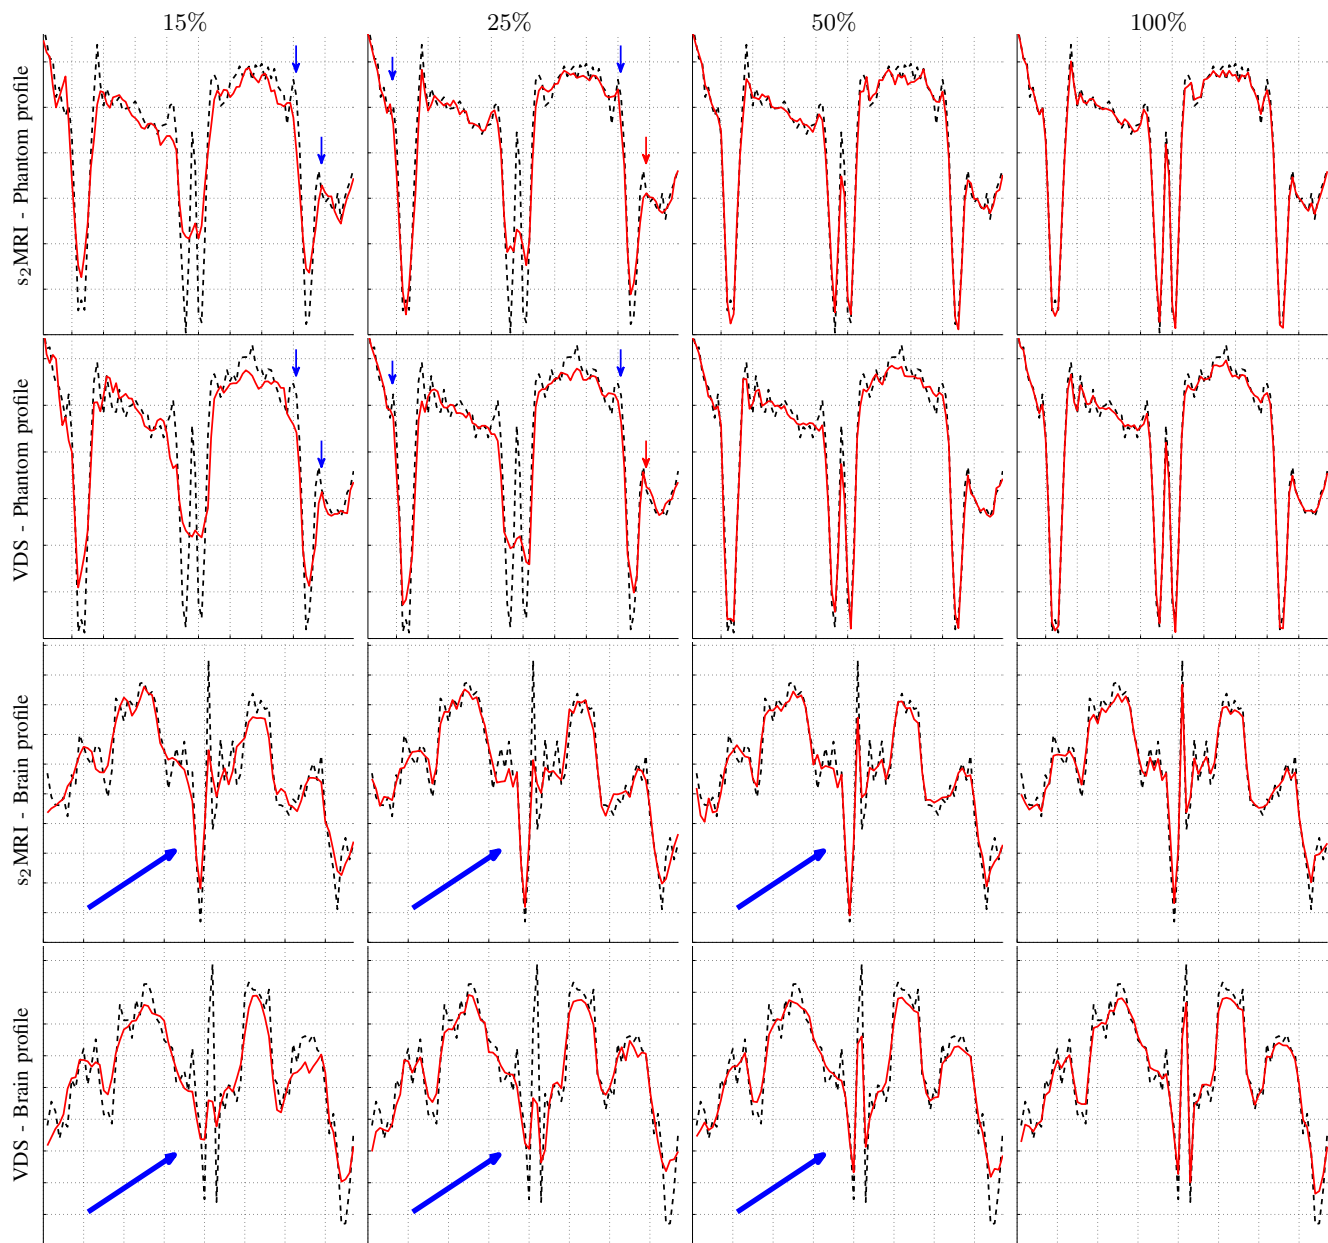 15% 25% 50% 100%
s₂MRI - Phantom profile
VDS - Phantom profile
s₂MRI - Brain profile
VDS - Brain profile